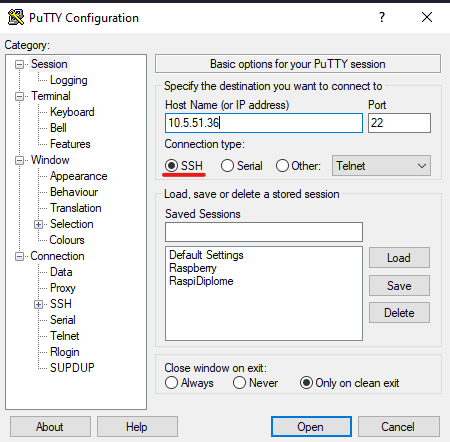 PuTTY Configuration
?
Category:
Session
Logging
Terminal
Keyboard
Bell
Features
Window
Appearance
Behaviour
Translation
Selection
Colours
Connection
Data
Proxy
SSH
Serial
Telnet
Rlogin
SUPDUP
Basic options for your PuTTY session
Specify the destination you want to connect to
Host Name (or IP address) Port
10.5.51.36 22
Connection type:
SSH Serial Other: Telnet
Load, save or delete a stored session
Saved Sessions
Default Settings
Raspberry
RaspiDiplome
Load
Save
Delete
Close window on exit:
Always Never Only on clean exit
About Help Open Cancel